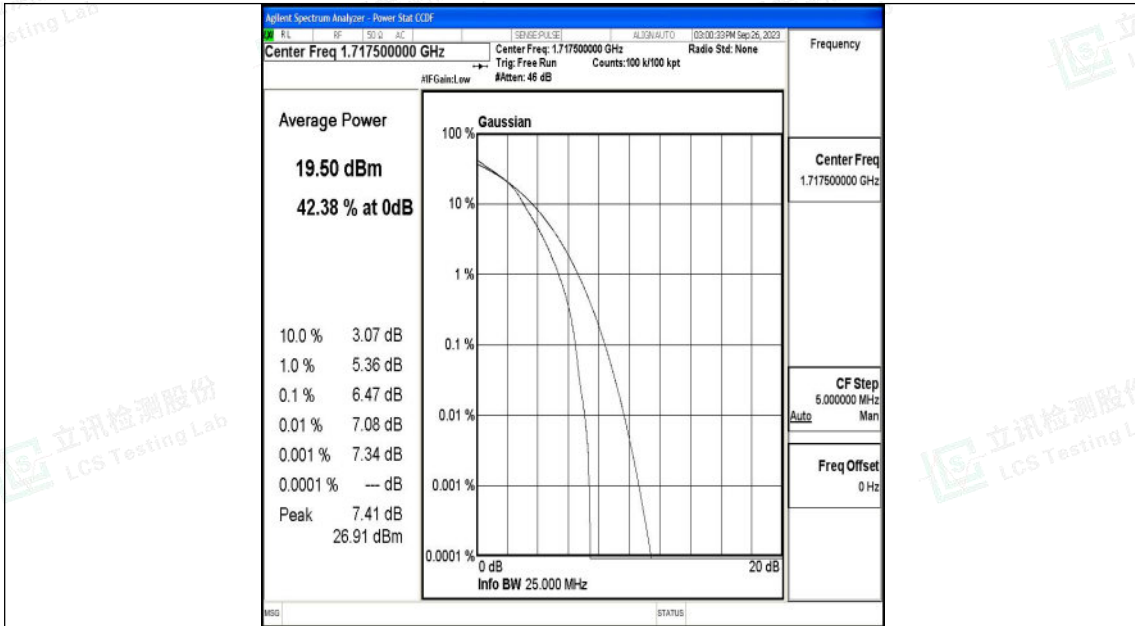 Agilent Spectrum Analyzer - Power Stat CCDF
RL RF 50 Ω AC SENSE:PULSE ALIGNAUTO 03:00:33 PM Sep 26, 2023
Center Freq 1.717500000 GHz
Center Freq: 1.717500000 GHz Radio Std: None
Trig: Free Run Counts:100 k/100 kpt
#IFGain:Low #Atten: 46 dB
Frequency
Average Power
19.50 dBm
42.38 % at 0dB
10.0 % 3.07 dB
1.0 % 5.36 dB
0.1 % 6.47 dB
0.01 % 7.08 dB
0.001 % 7.34 dB
0.0001 % --- dB
Peak 7.41 dB
26.91 dBm
Gaussian
100 %
10 %
1 %
0.1 %
0.01 %
0.001 %
0.0001 %
0 dB 20 dB
Info BW 25.000 MHz
Center Freq
1.717500000 GHz
CF Step
5.000000 MHz
Auto Man
Freq Offset
0 Hz
MSG STATUS
立讯检测股份
LCS Testing Lab
立讯检测股份
LCS Testing L
sting Lab
立
LC